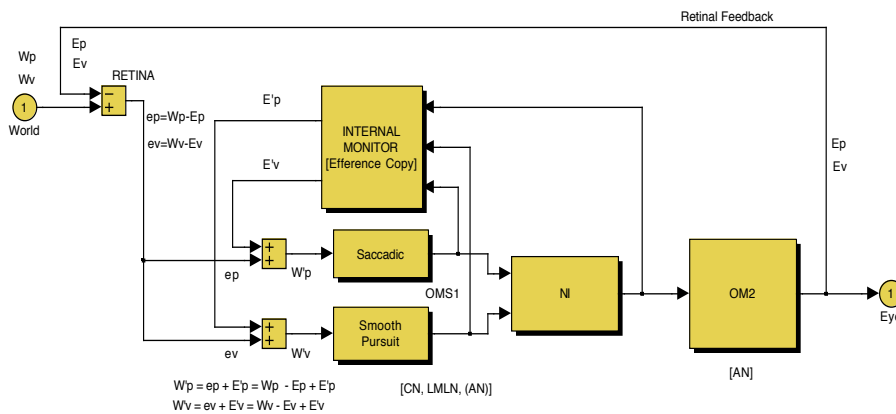 Retinal Feedback
Wp
Wv
Ep
Ev
RETINA
1
World
ep=Wp-Ep
ev=Wv-Ev
E'p
E'v
INTERNAL
MONITOR
[Efference Copy]
Ep
Ev
ep
W'p
Saccadic
OMS1
NI
OM2
1
Eye
ev
W'v
Smooth
Pursuit
[AN]
W'p = ep + E'p = Wp - Ep + E'p
W'v = ev + E'v = Wv - Ev + E'v
[CN, LMLN, (AN)]